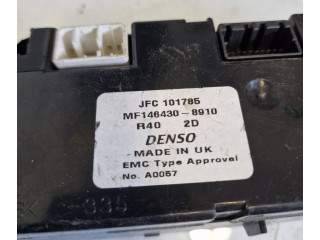 JFC 101785
MF146430-8910
R40 2D
DENSO
MADE IN UK
EMC Type Approval
No. A0057